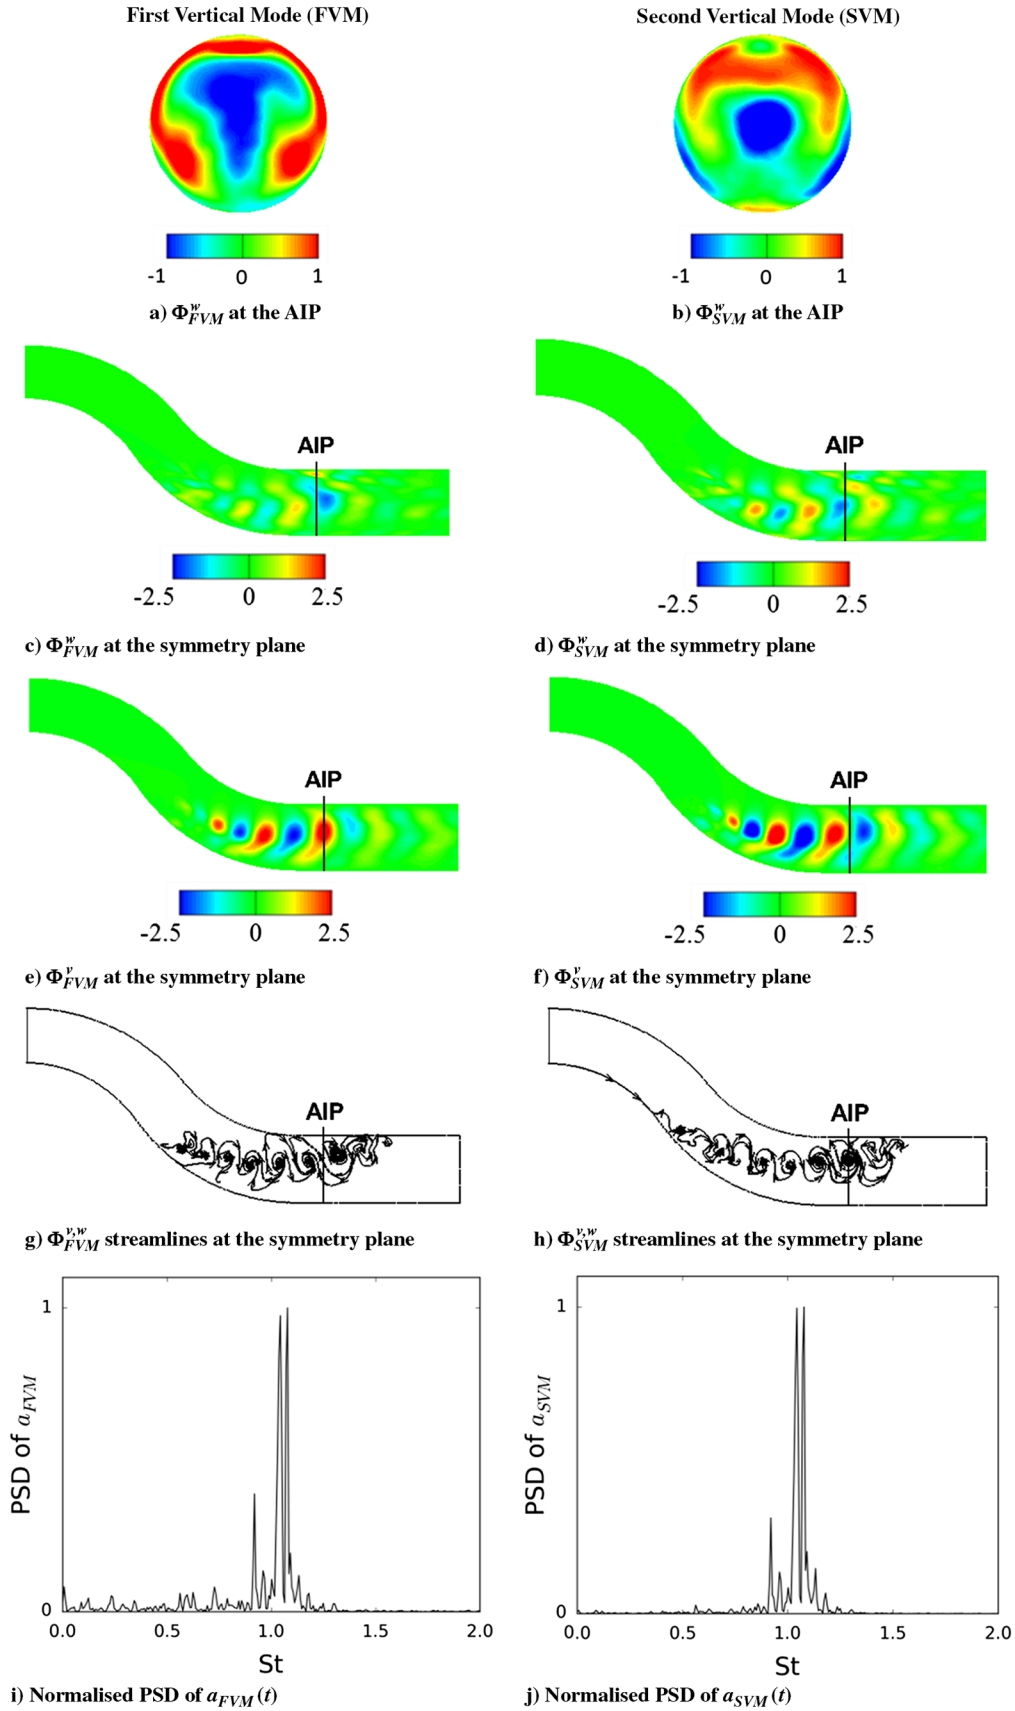 First Vertical Mode (FVM) Second Vertical Mode (SVM)
-1 0 1 -1 0 1
a) Φ^w_FVM at the AIP b) Φ^w_SVM at the AIP
AIP AIP
-2.5 0 2.5 -2.5 0 2.5
c) Φ^w_FVM at the symmetry plane d) Φ^w_SVM at the symmetry plane
AIP AIP
-2.5 0 2.5 -2.5 0 2.5
e) Φ^v_FVM at the symmetry plane f) Φ^v_SVM at the symmetry plane
AIP AIP
g) Φ^v,w_FVM streamlines at the symmetry plane h) Φ^v,w_SVM streamlines at the symmetry plane
1 1
PSD of a_FVM PSD of a_SVM
0 0
0.0 0.5 1.0 1.5 2.0 0.0 0.5 1.0 1.5 2.0
St St
i) Normalised PSD of a_FVM (t) j) Normalised PSD of a_SVM (t)